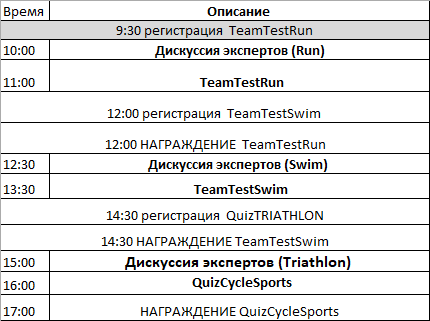 Время Описание
9:30 регистрация TeamTestRun
10:00 Дискуссия экспертов (Run)
11:00 TeamTestRun
12:00 регистрация TeamTestSwim
12:00 НАГРАЖДЕНИЕ TeamTestRun
12:30 Дискуссия экспертов (Swim)
13:30 TeamTestSwim
14:30 регистрация QuizTRIATHLON
14:30 НАГРАЖДЕНИЕ TeamTestSwim
15:00 Дискуссия экспертов (Triathlon)
16:00 QuizCycleSports
17:00 НАГРАЖДЕНИЕ QuizCycleSports